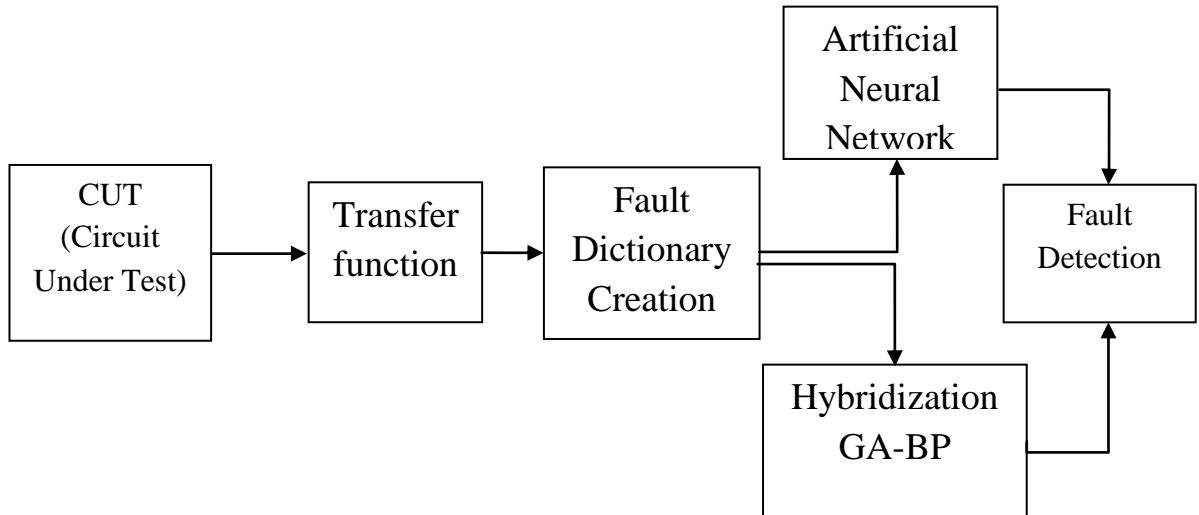 CUT
(Circuit
Under Test)
Transfer
function
Fault
Dictionary
Creation
Artificial
Neural
Network
Hybridization
GA-BP
Fault
Detection